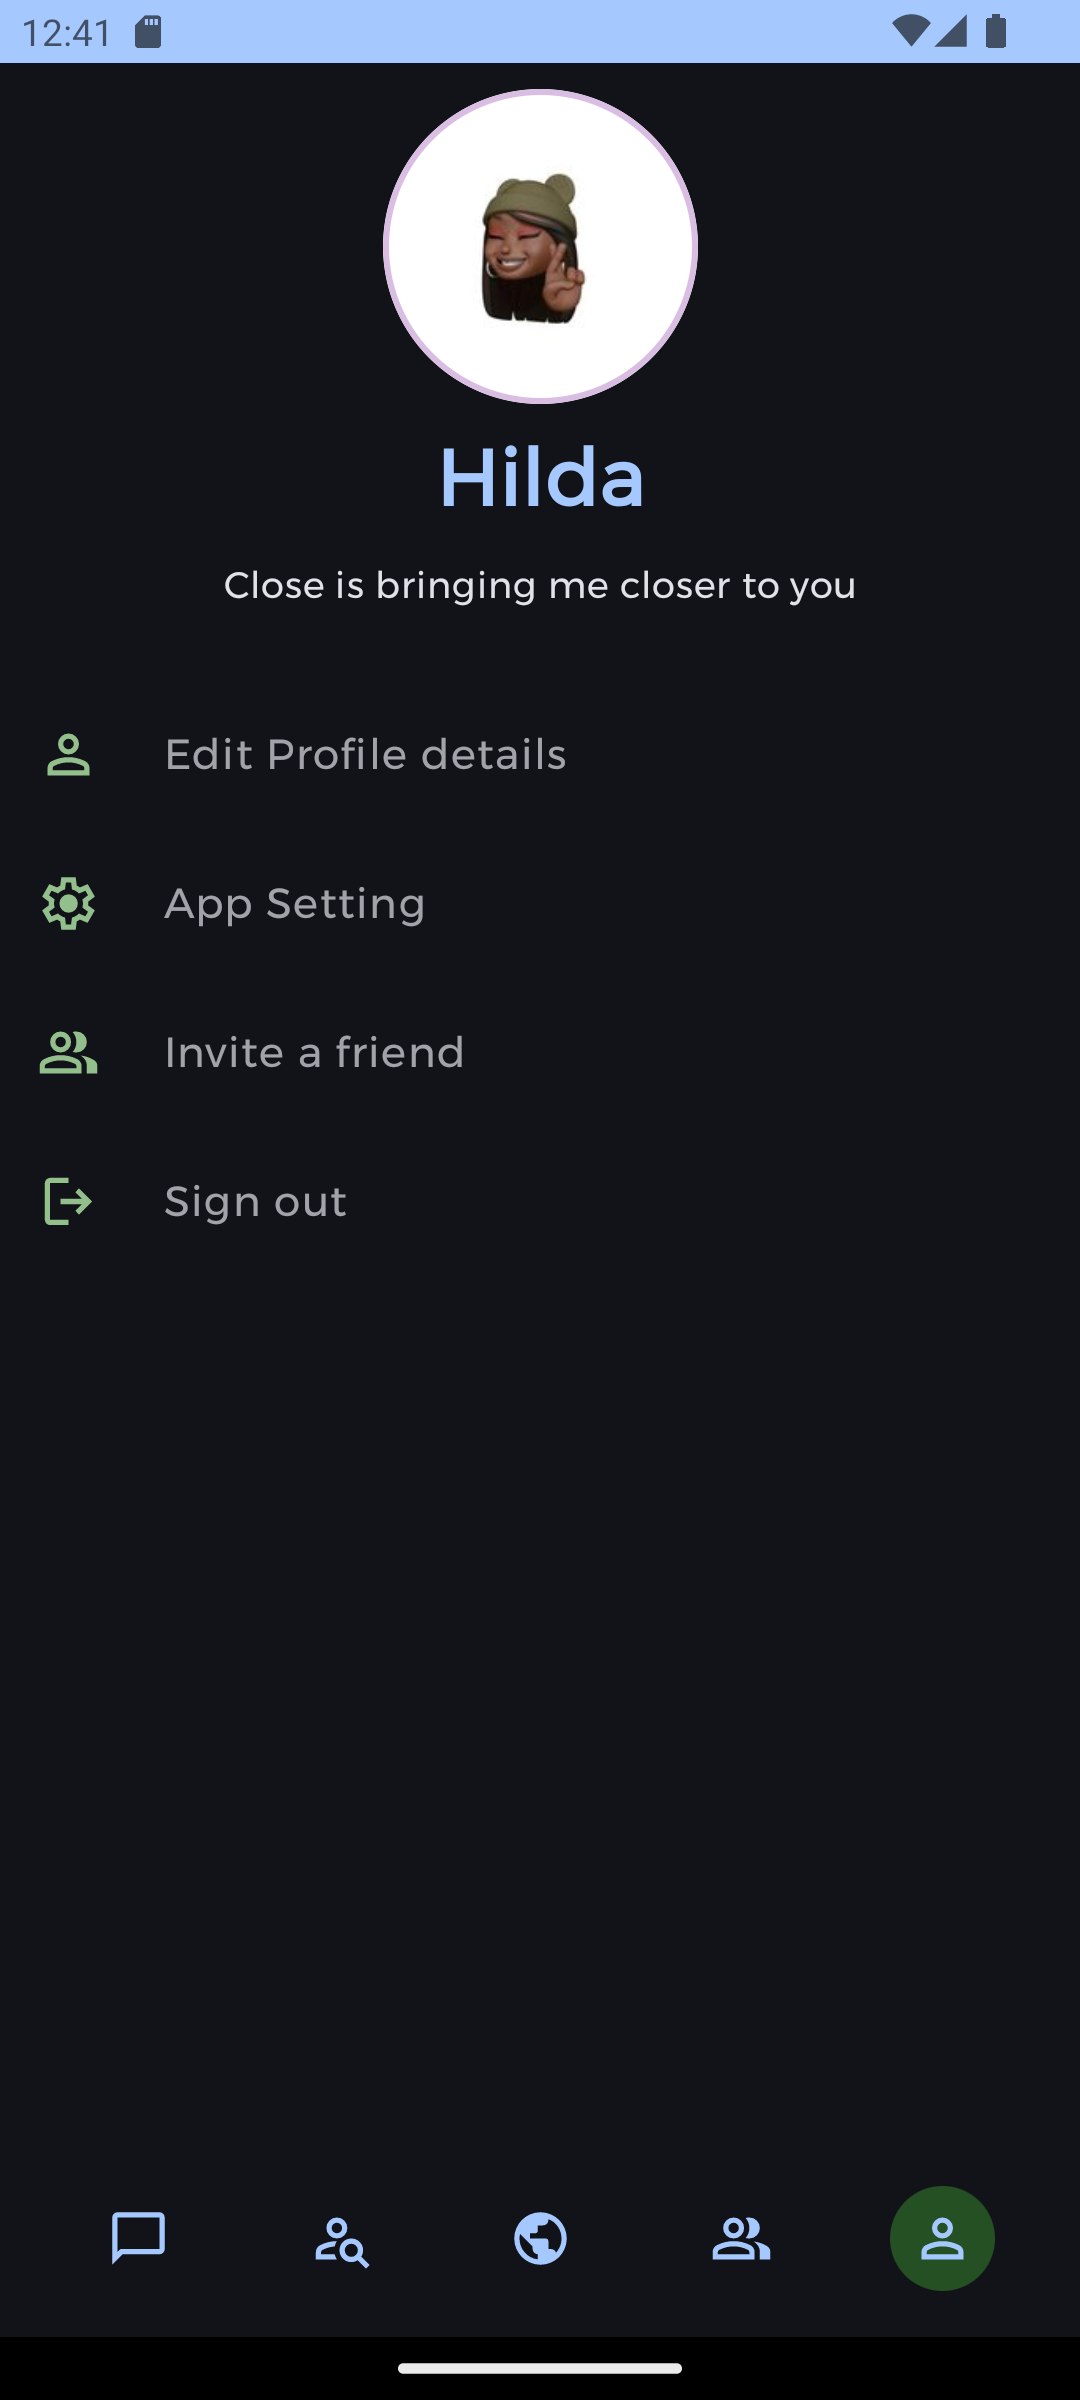 12:41
Hilda
Close is bringing me closer to you
Edit Profile details
App Setting
Invite a friend
Sign out